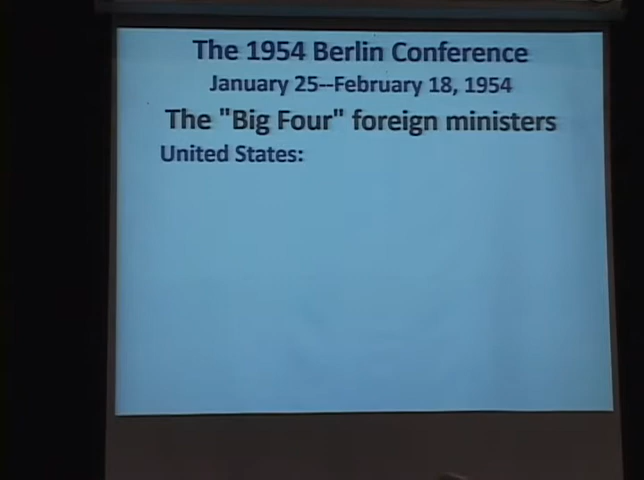 The 1954 Berlin Conference
January 25--February 18, 1954
The "Big Four" foreign ministers
United States: